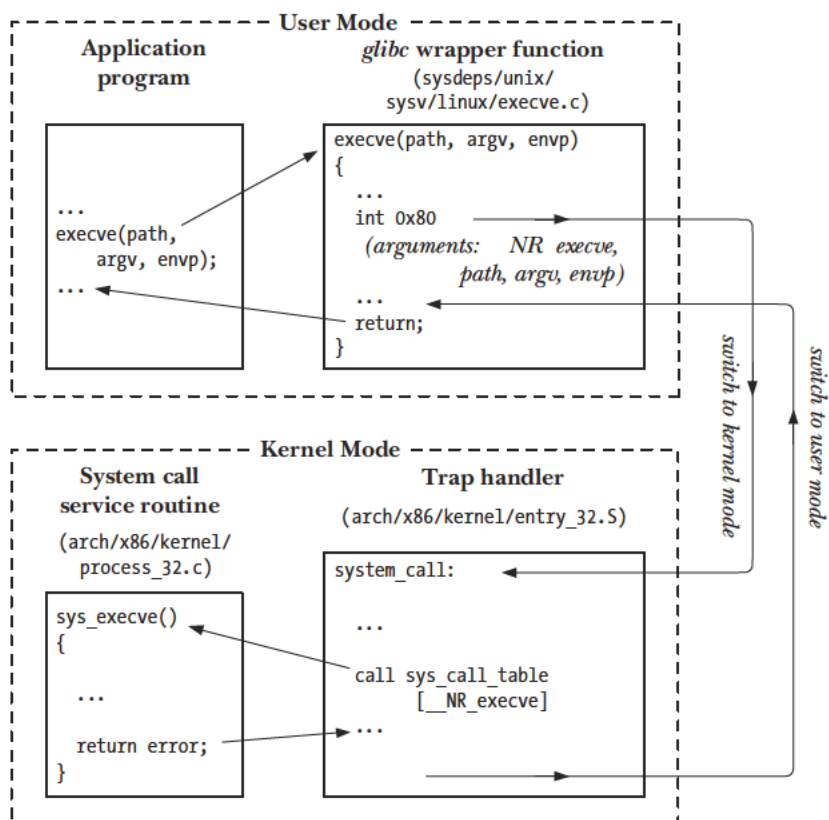 User Mode
Application
program
glibc wrapper function
(sysdeps/unix/
sysv/linux/execve.c)
...
execve(path,
argv, envp);
...
execve(path, argv, envp)
{
...
int 0x80
(arguments: NR execve,
path, argv, envp)
...
return;
}
switch to kernel mode
switch to user mode
Kernel Mode
System call
service routine
(arch/x86/kernel/
process_32.c)
Trap handler
(arch/x86/kernel/entry_32.S)
sys_execve()
{
...
return error;
}
system_call:
...
call sys_call_table
[__NR_execve]
...